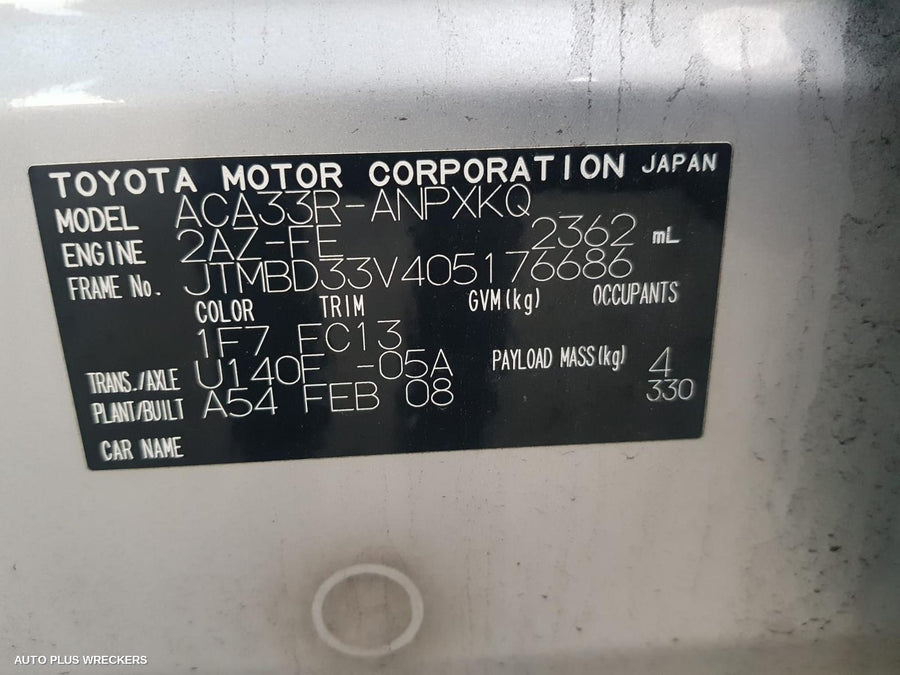 TOYOTA MOTOR CORPORATION JAPAN
MODEL ACA33R-ANPXKQ
ENGINE 2AZ-FE 2362 mL
FRAME No. JTMBD33V405176686
COLOR TRIM GVM(kg) OCCUPANTS
1F7 FC13
TRANS./AXLE U140F -05A PAYLOAD MASS(kg) 4
PLANT/BUILT A54 FEB 08 330
CAR NAME
AUTO PLUS WRECKERS